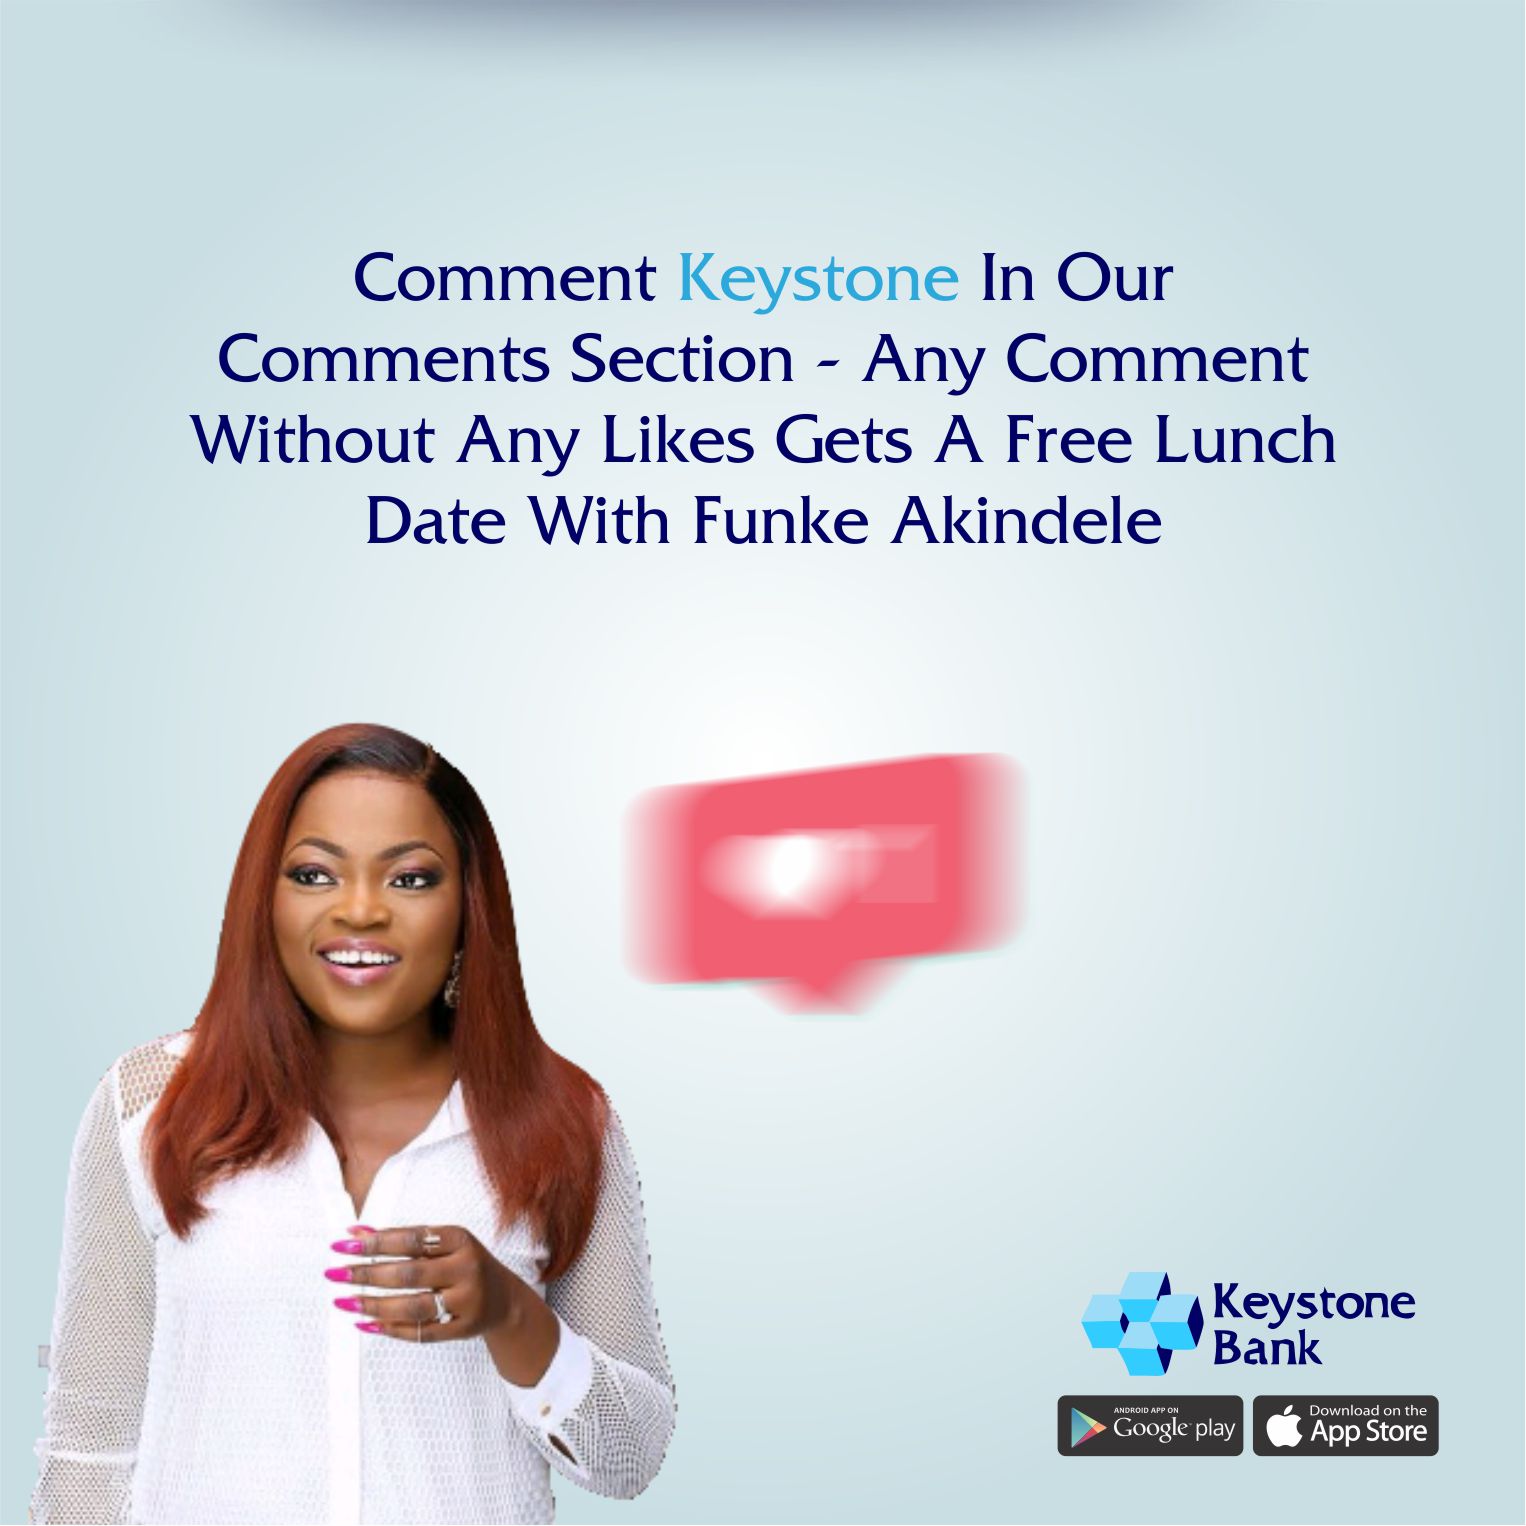 Comment Keystone In Our
Comments Section - Any Comment
Without Any Likes Gets A Free Lunch
Date With Funke Akindele
Keystone
Bank
ANDROID APP ON
Google play
Download on the
App Store